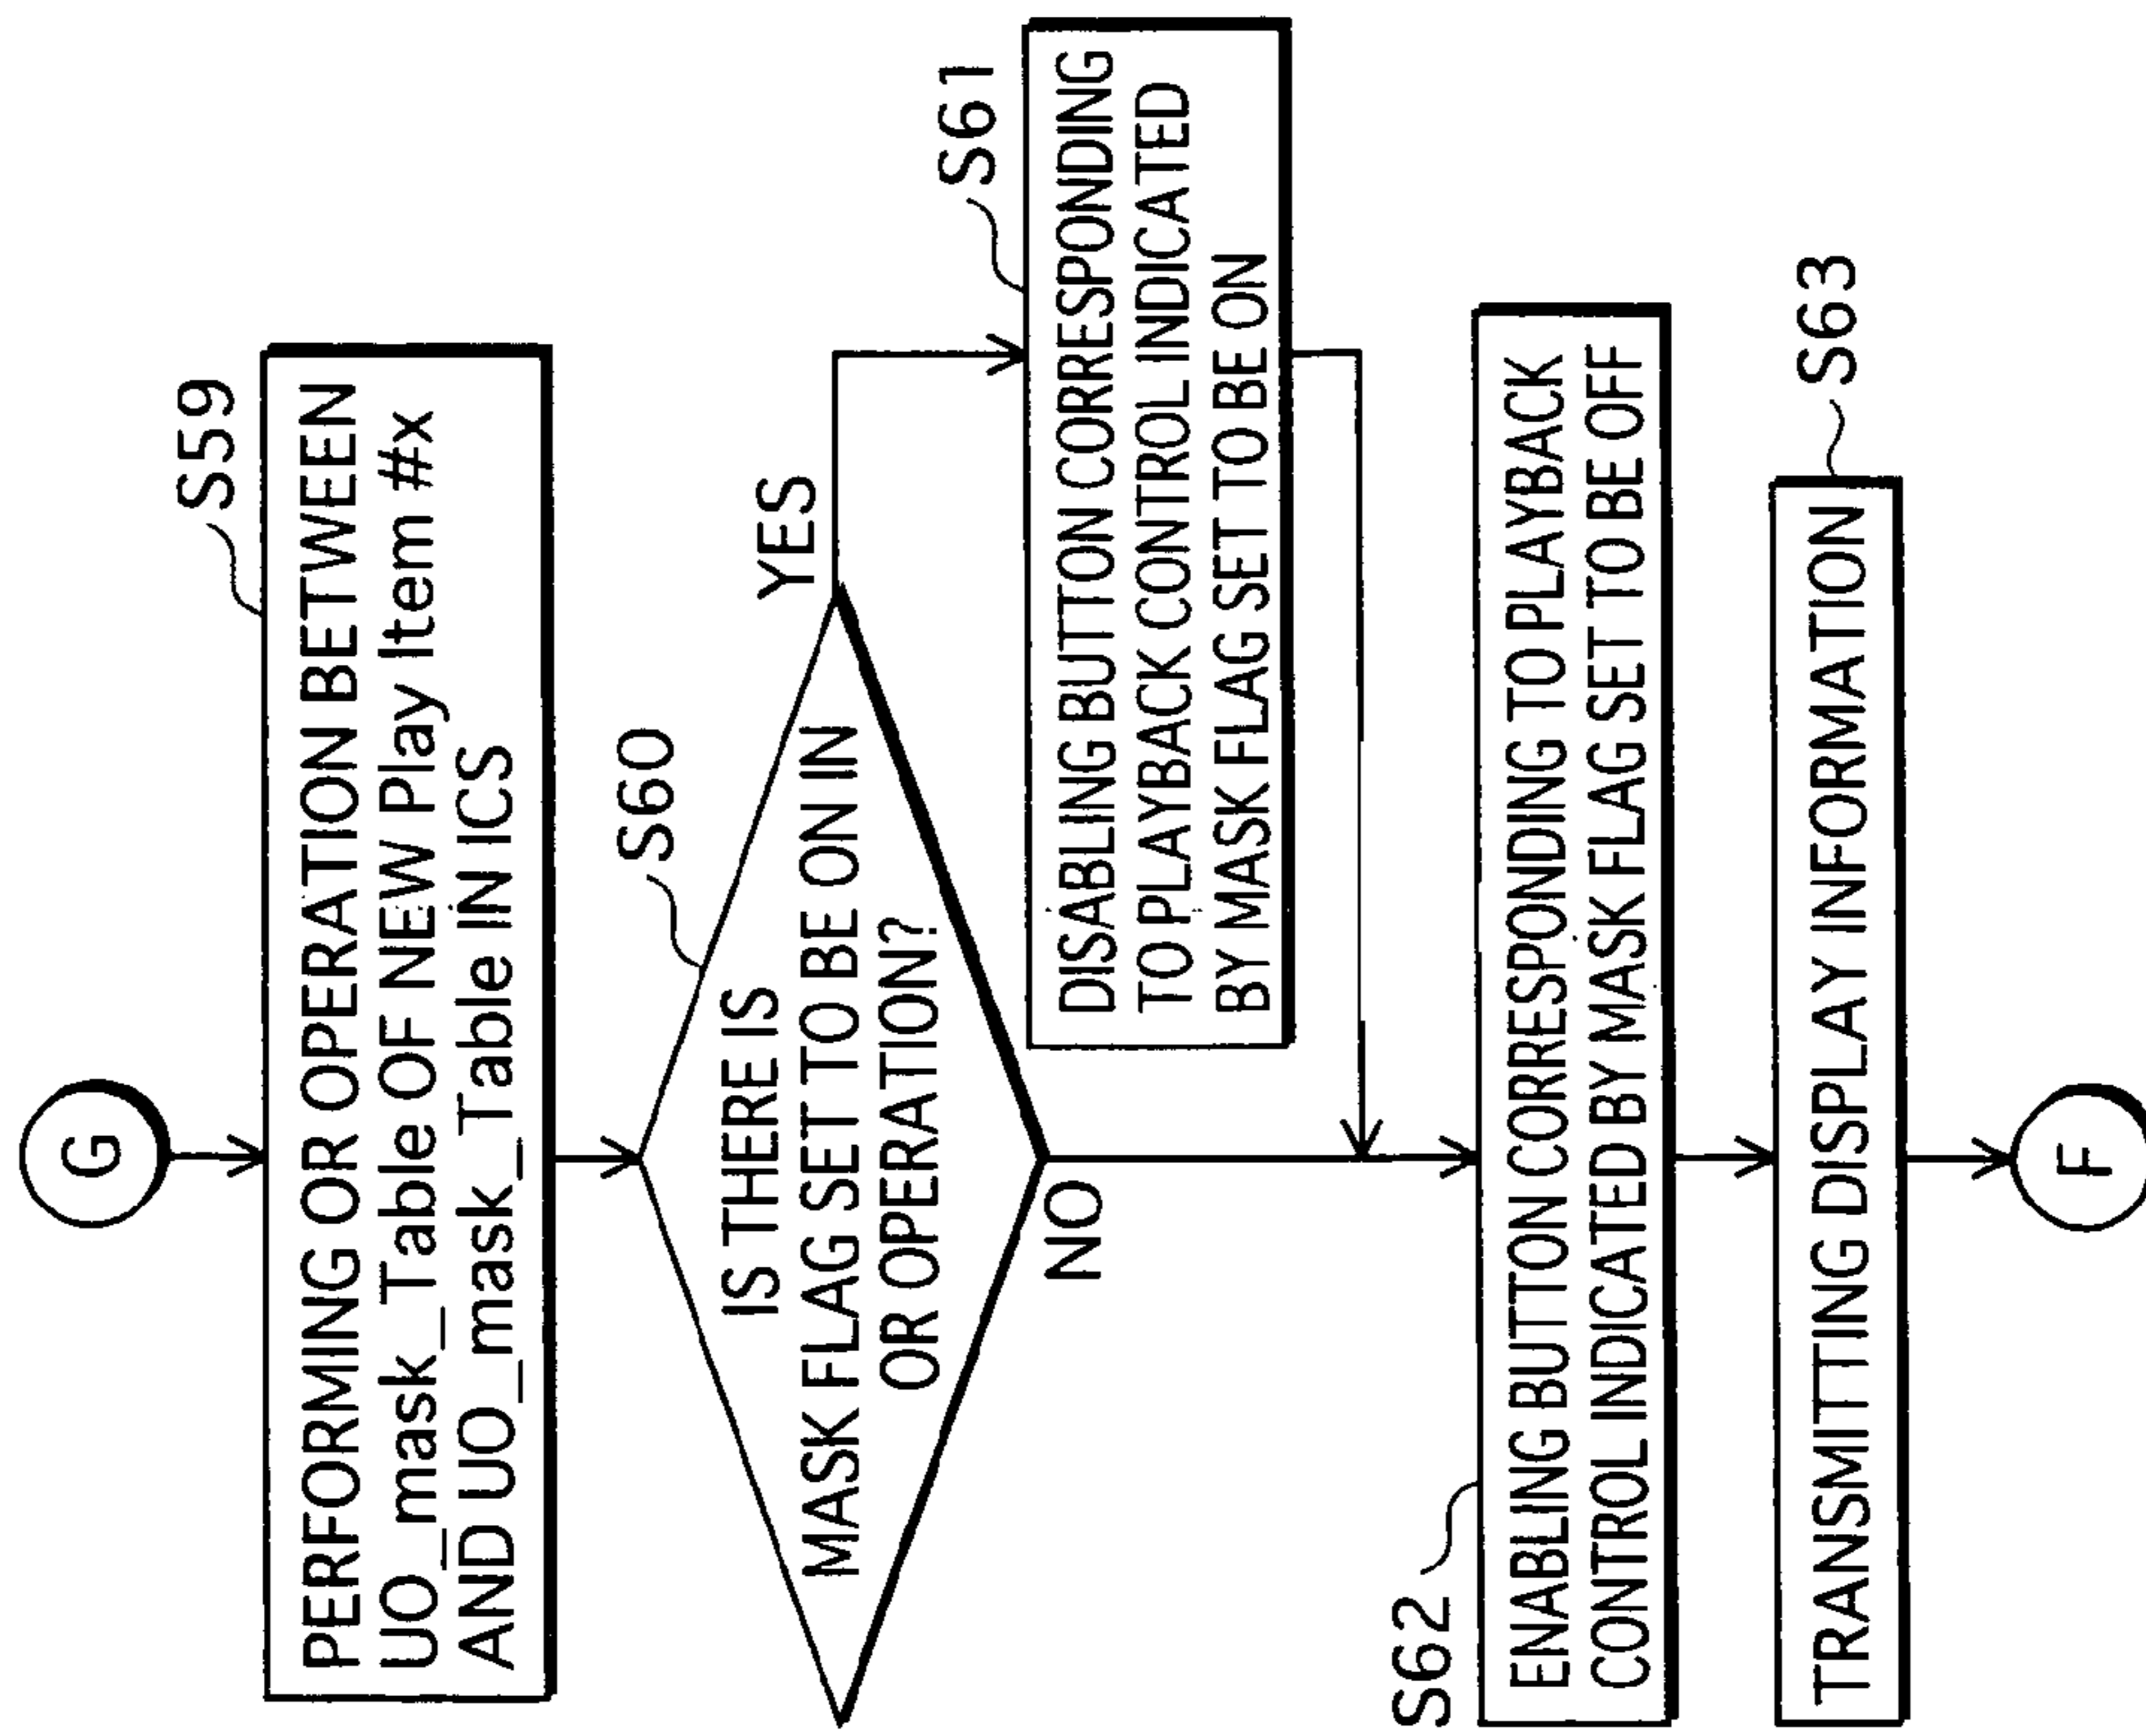 G
S59
PERFORMING OR OPERATION BETWEEN
UO_mask_Table OF NEW Play Item #x
AND UO_mask_Table IN ICS
S60
IS THERE IS
MASK FLAG SET TO BE ON IN
OR OPERATION?
YES
NO
S61
DISABLING BUTTON CORRESPONDING
TO PLAYBACK CONTROL INDICATED
BY MASK FLAG SET TO BE ON
S62
ENABLING BUTTON CORRESPONDING TO PLAYBACK
CONTROL INDICATED BY MASK FLAG SET TO BE OFF
S63
TRANSMITTING DISPLAY INFORMATION
F